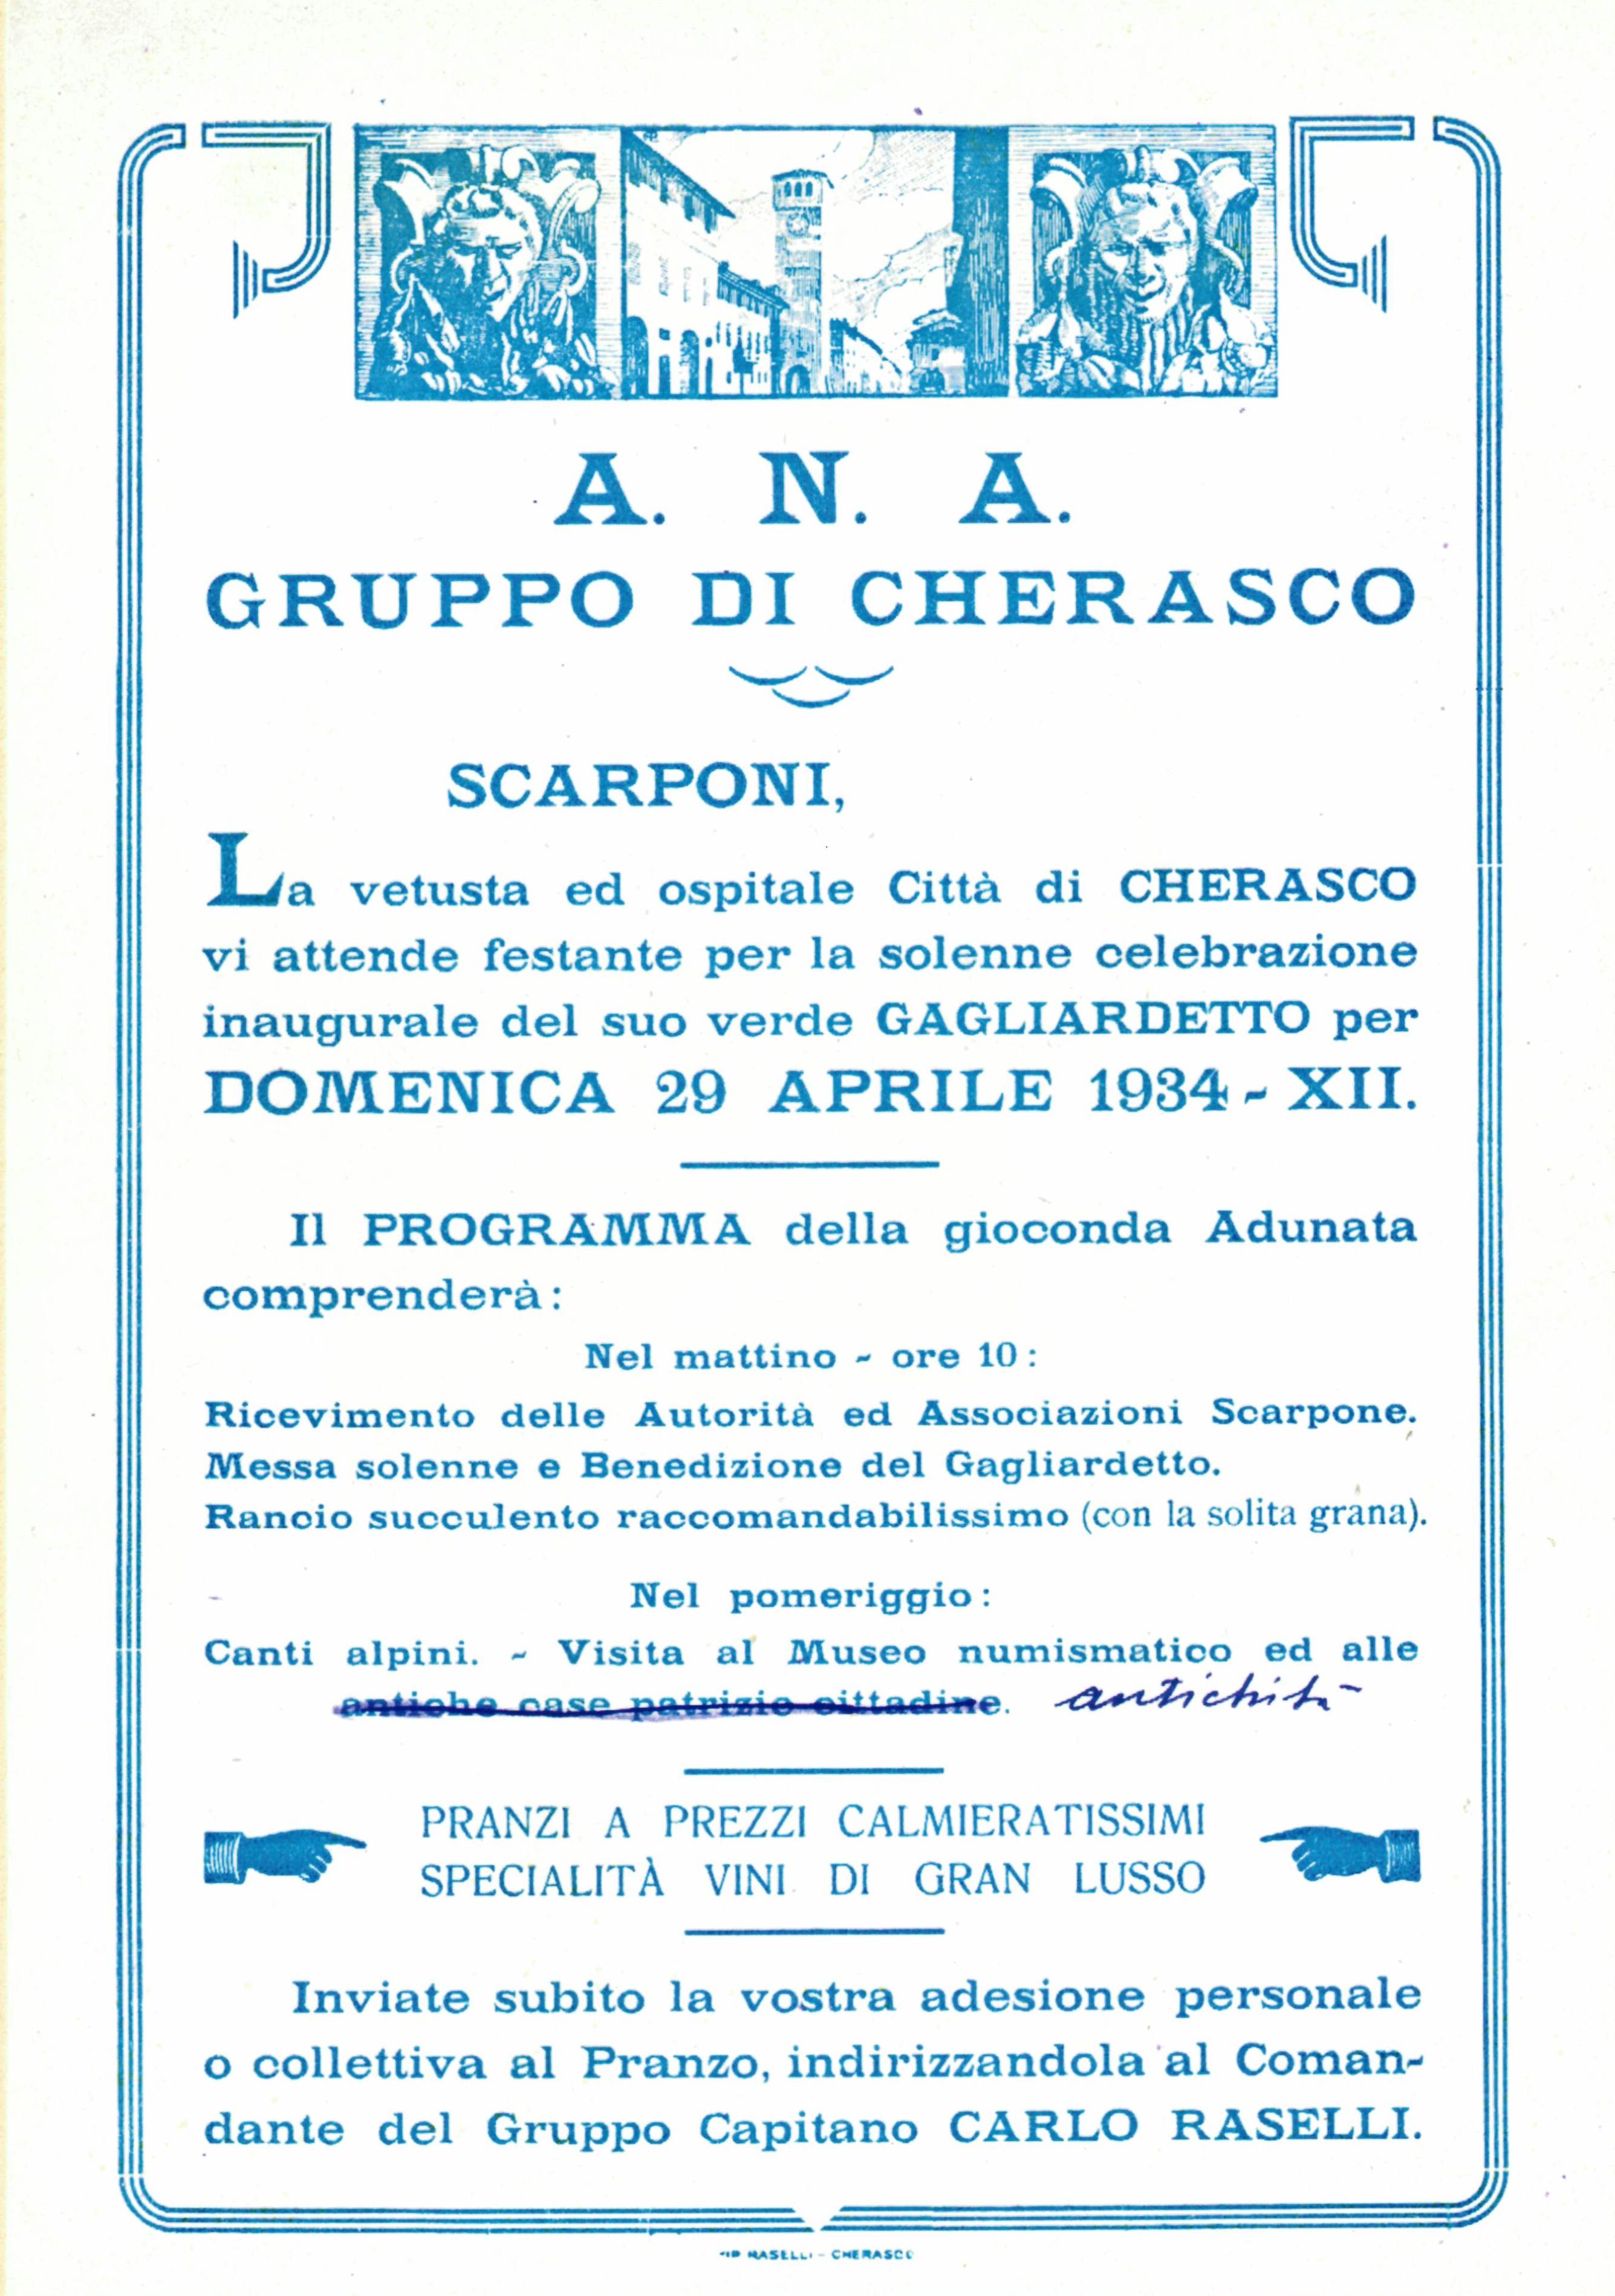 A. N. A.
GRUPPO DI CHERASCO
SCARPONI,
La vetusta ed ospitale Città di CHERASCO
vi attende festante per la solenne celebrazione
inaugurale del suo verde GAGLIARDETTO per
DOMENICA 29 APRILE 1934 - XII.
Il PROGRAMMA della gioconda Adunata
comprenderà:
Nel mattino - ore 10:
Ricevimento delle Autorità ed Associazioni Scarpone.
Messa solenne e Benedizione del Gagliardetto.
Rancio succulento raccomandabilissimo (con la solita grana).
Nel pomeriggio:
Canti alpini. - Visita al Museo numismatico ed alle
antiche case patrizie cittadine. antichità
PRANZI A PREZZI CALMIERATISSIMI
SPECIALITÀ VINI DI GRAN LUSSO
Inviate subito la vostra adesione personale
o collettiva al Pranzo, indirizzandola al Coman-
dante del Gruppo Capitano CARLO RASELLI.
RASELLI - CHERASCO